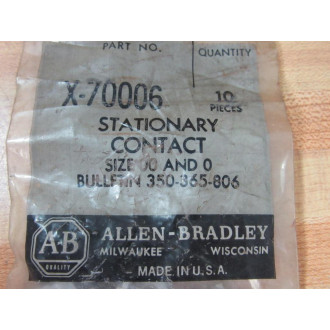 PART NO. QUANTITY
X-70006 10
PIECES
STATIONARY
CONTACT
SIZE 00 AND 0
BULLETIN 350-365-806
A-B
QUALITY
ALLEN-BRADLEY
MILWAUKEE WISCONSIN
MADE IN U.S.A.